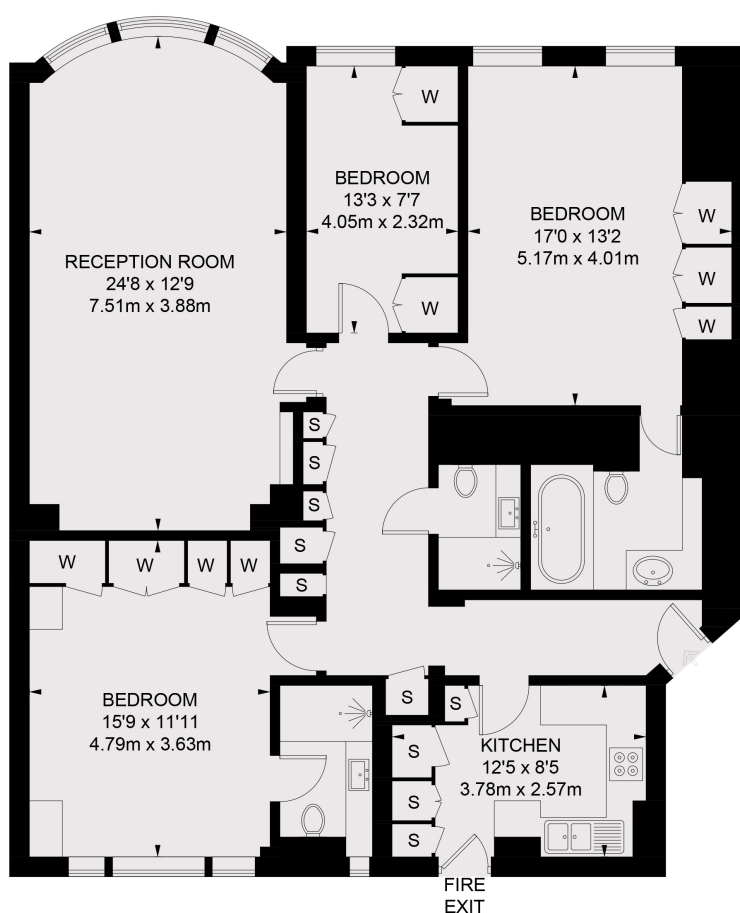 W
BEDROOM
13'3 x 7'7
4.05m x 2.32m
W
BEDROOM
17'0 x 13'2
5.17m x 4.01m
W
W
W
RECEPTION ROOM
24'8 x 12'9
7.51m x 3.88m
S
S
S
S
S
W
W
W
W
BEDROOM
15'9 x 11'11
4.79m x 3.63m
S
S
S
S
S
KITCHEN
12'5 x 8'5
3.78m x 2.57m
FIRE
EXIT